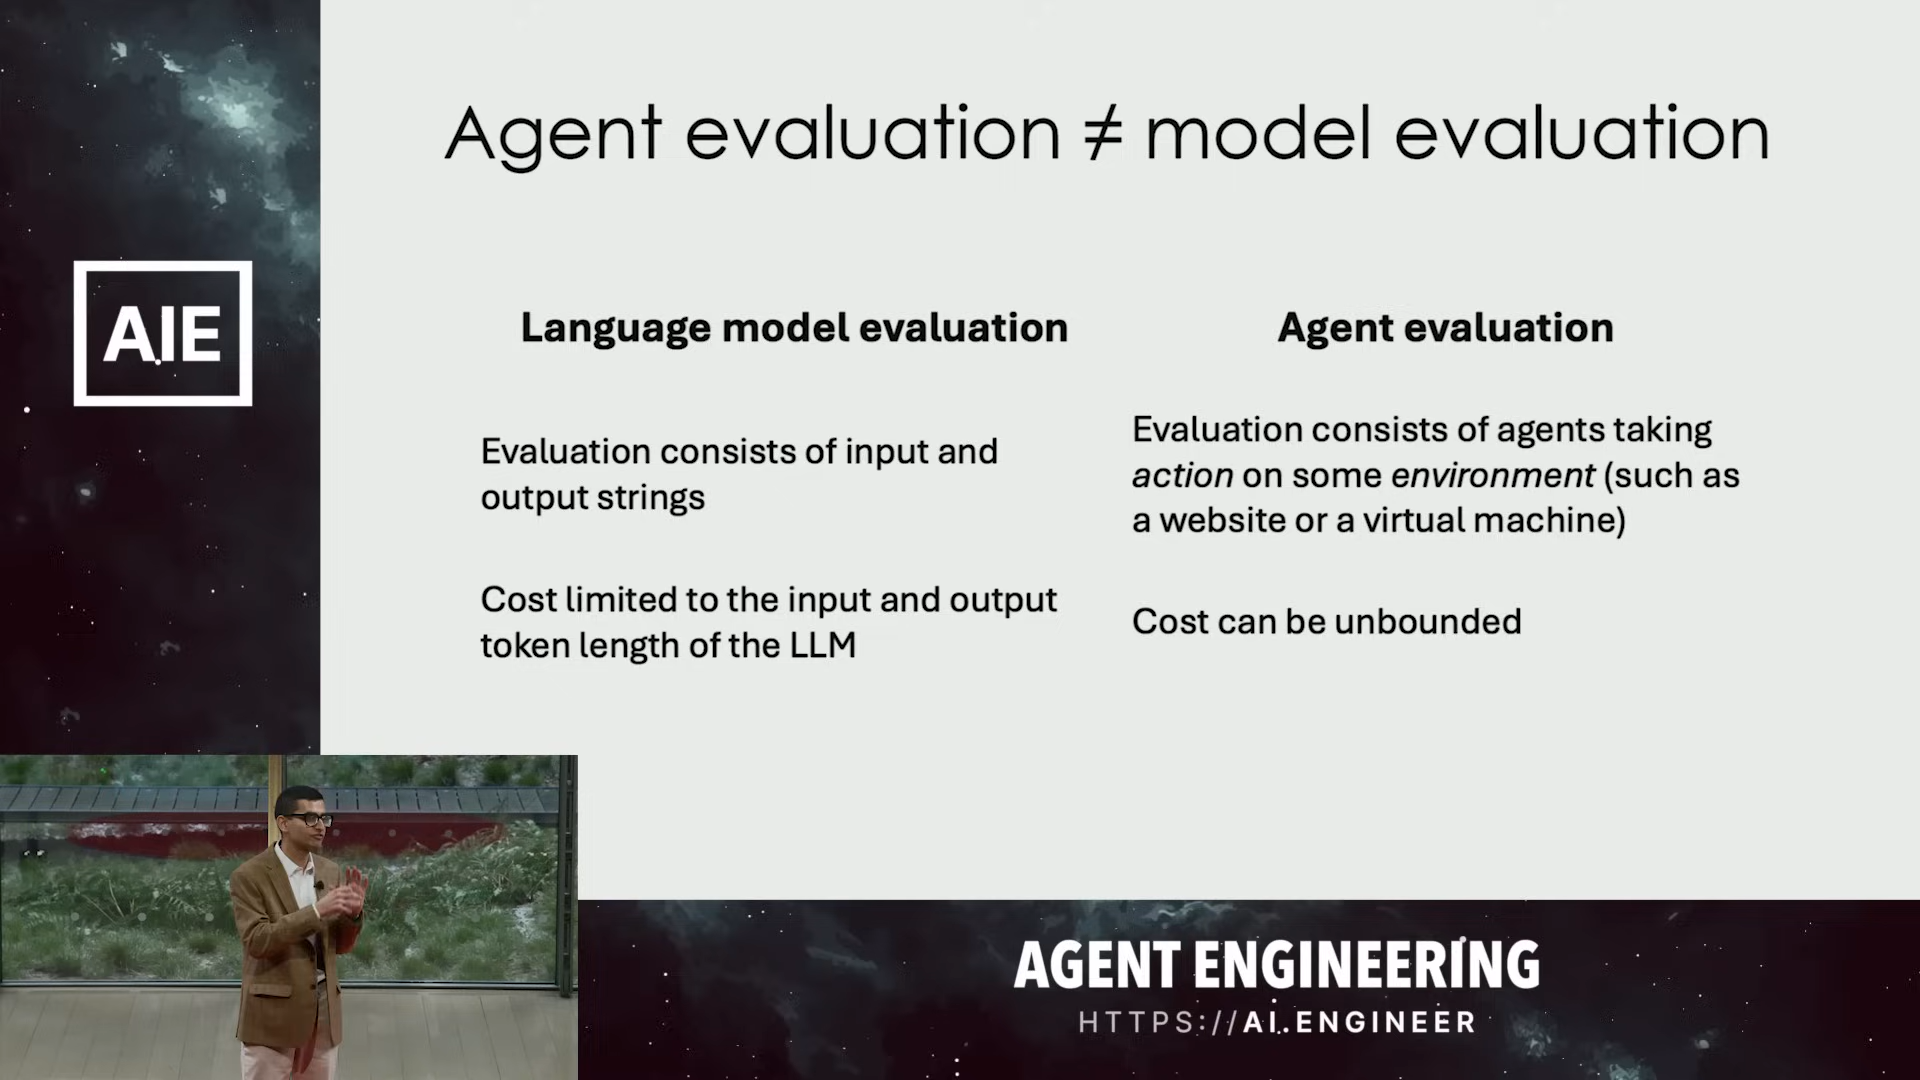 Agent evaluation ≠ model evaluation
AIE
Language model evaluation
Evaluation consists of input and
output strings
Cost limited to the input and output
token length of the LLM
Agent evaluation
Evaluation consists of agents taking
action on some environment (such as
a website or a virtual machine)
Cost can be unbounded
AGENT ENGINEERING
HTTPS://AI.ENGINEER